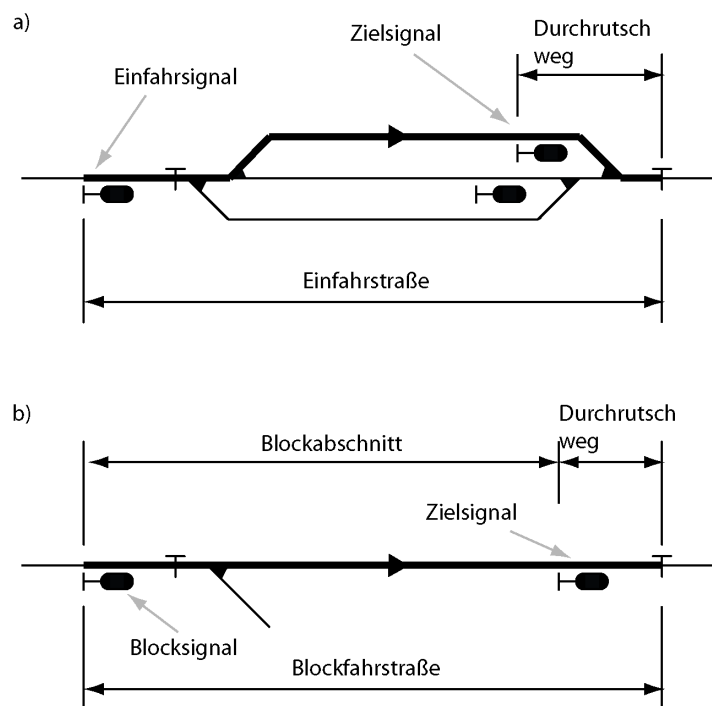 a)
Zielsignal
Durchrutsch
weg
Einfahrsignal
Einfahrstraße
b)
Durchrutsch
weg
Blockabschnitt
Zielsignal
Blocksignal
Blockfahrstraße